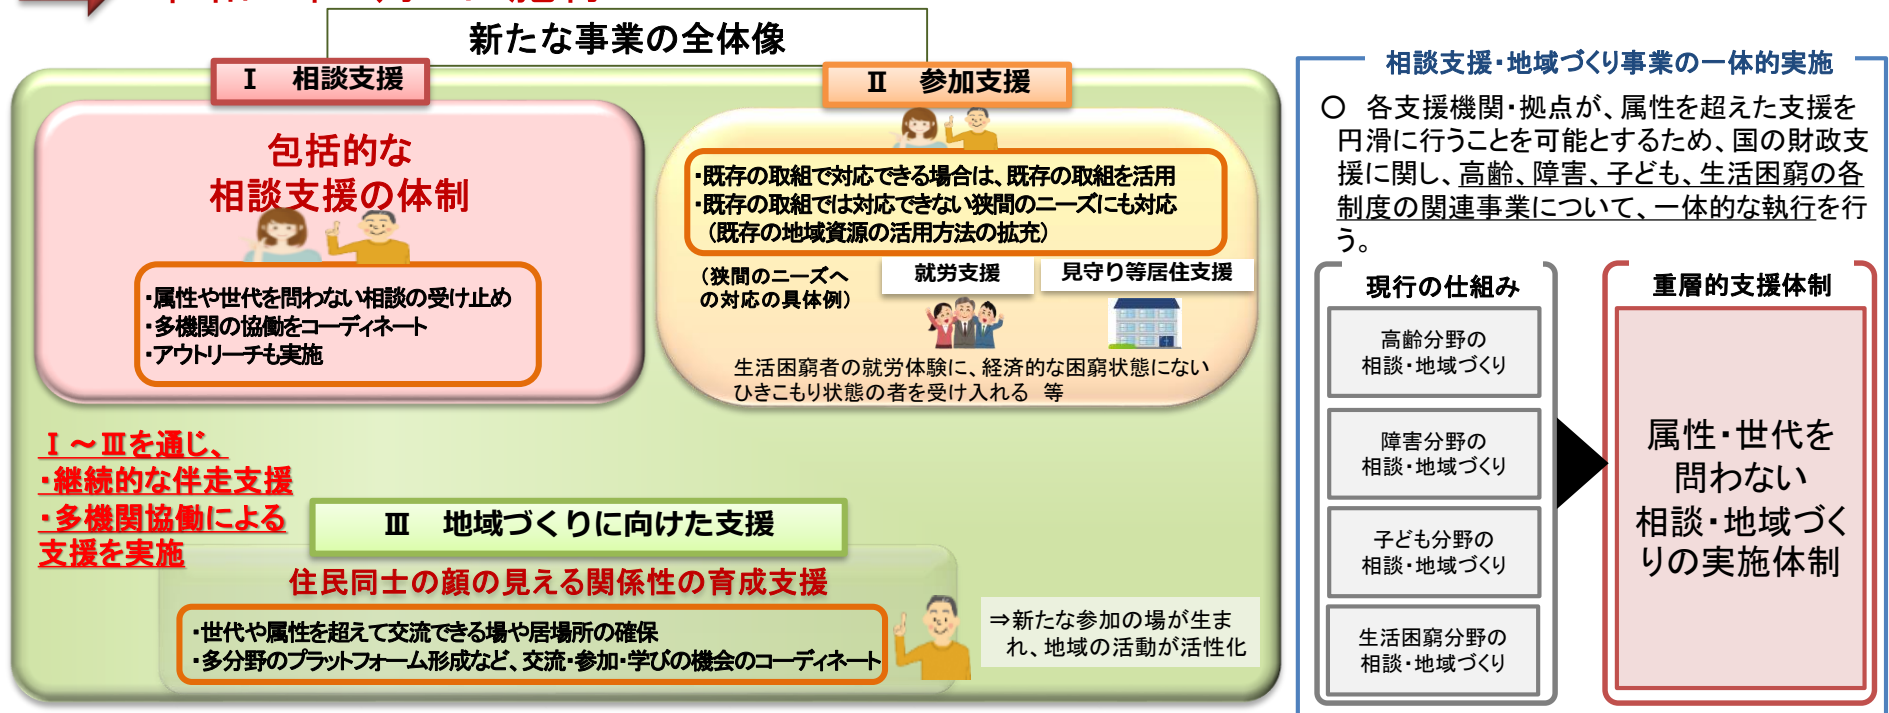 新たな事業の全体像
Ⅰ　相談支援
包括的な
相談支援の体制
・属性や世代を問わない相談の受け止め
・多機関の協働をコーディネート
・アウトリーチも実施
Ⅱ　参加支援
・既存の取組で対応できる場合は、既存の取組を活用
・既存の取組では対応できない狭間のニーズにも対応
（既存の地域資源の活用方法の拡充）
（狭間のニーズへ
の対応の具体例）
就労支援
見守り等居住支援
生活困窮者の就労体験に、経済的な困窮状態にない
ひきこもり状態の者を受け入れる　等
Ⅰ～Ⅲを通じ、
・継続的な伴走支援
・多機関協働による
支援を実施
Ⅲ　地域づくりに向けた支援
住民同士の顔の見える関係性の育成支援
・世代や属性を超えて交流できる場や居場所の確保
・多分野のプラットフォーム形成など、交流・参加・学びの機会のコーディネート
⇒新たな参加の場が生ま
れ、地域の活動が活性化
相談支援・地域づくり事業の一体的実施
○　各支援機関・拠点が、属性を超えた支援を
円滑に行うことを可能とするため、国の財政支
援に関し、高齢、障害、子ども、生活困窮の各
制度の関連事業について、一体的な執行を行
う。
現行の仕組み
高齢分野の
相談・地域づくり
障害分野の
相談・地域づくり
子ども分野の
相談・地域づくり
生活困窮分野の
相談・地域づくり
重層的支援体制
属性・世代を
問わない
相談・地域づく
りの実施体制